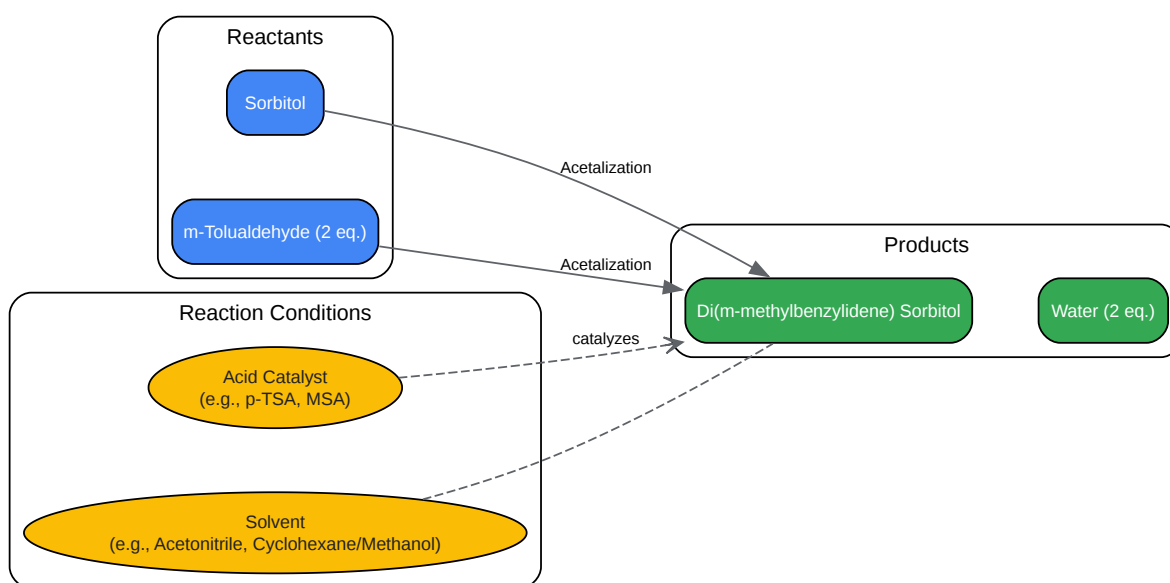 Reactants
Sorbitol
Acetalization
m-Tolualdehyde (2 eq.)
Acetalization
Products
Di(m-methylbenzylidene) Sorbitol
Water (2 eq.)
Reaction Conditions
catalyzes
Acid Catalyst
(e.g., p-TSA, MSA)
Solvent
(e.g., Acetonitrile, Cyclohexane/Methanol)